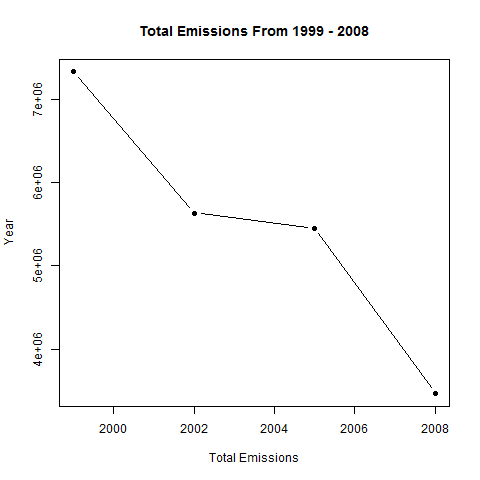 Total Emissions From 1999 - 2008
7e+06
6e+06
5e+06
4e+06
Year
2000 2002 2004 2006 2008
Total Emissions